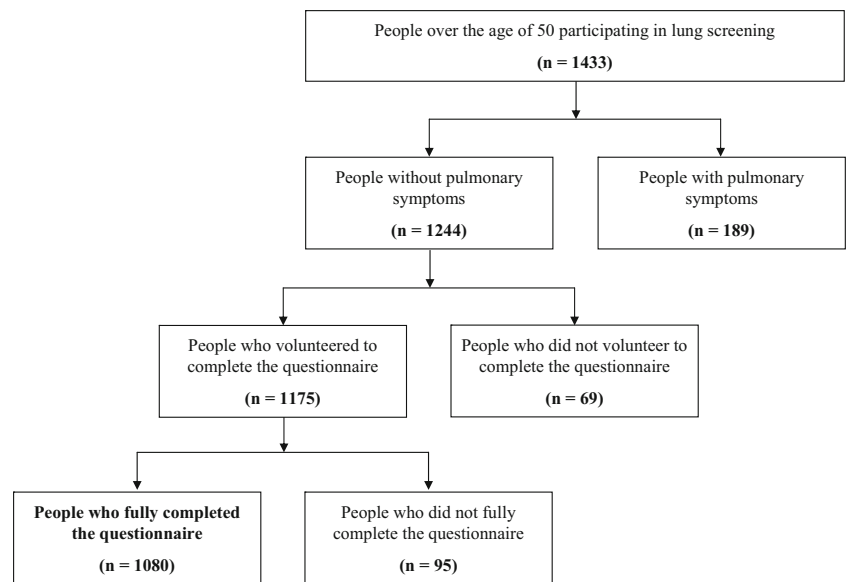 People over the age of 50 participating in lung screening
(n = 1433)
People without pulmonary
symptoms
(n = 1244)
People with pulmonary
symptoms
(n = 189)
People who volunteered to
complete the questionnaire
(n = 1175)
People who did not volunteer to
complete the questionnaire
(n = 69)
People who fully completed
the questionnaire
(n = 1080)
People who did not fully
complete the questionnaire
(n = 95)